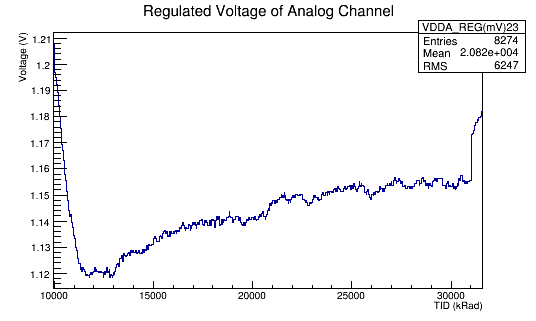 Regulated Voltage of Analog Channel
VDDA_REG(mV)23
Entries 8274
Mean 2.082e+004
RMS 6247
Voltage (V)
1.21
1.2
1.19
1.18
1.17
1.16
1.15
1.14
1.13
1.12
10000 15000 20000 25000 30000
TID (kRad)